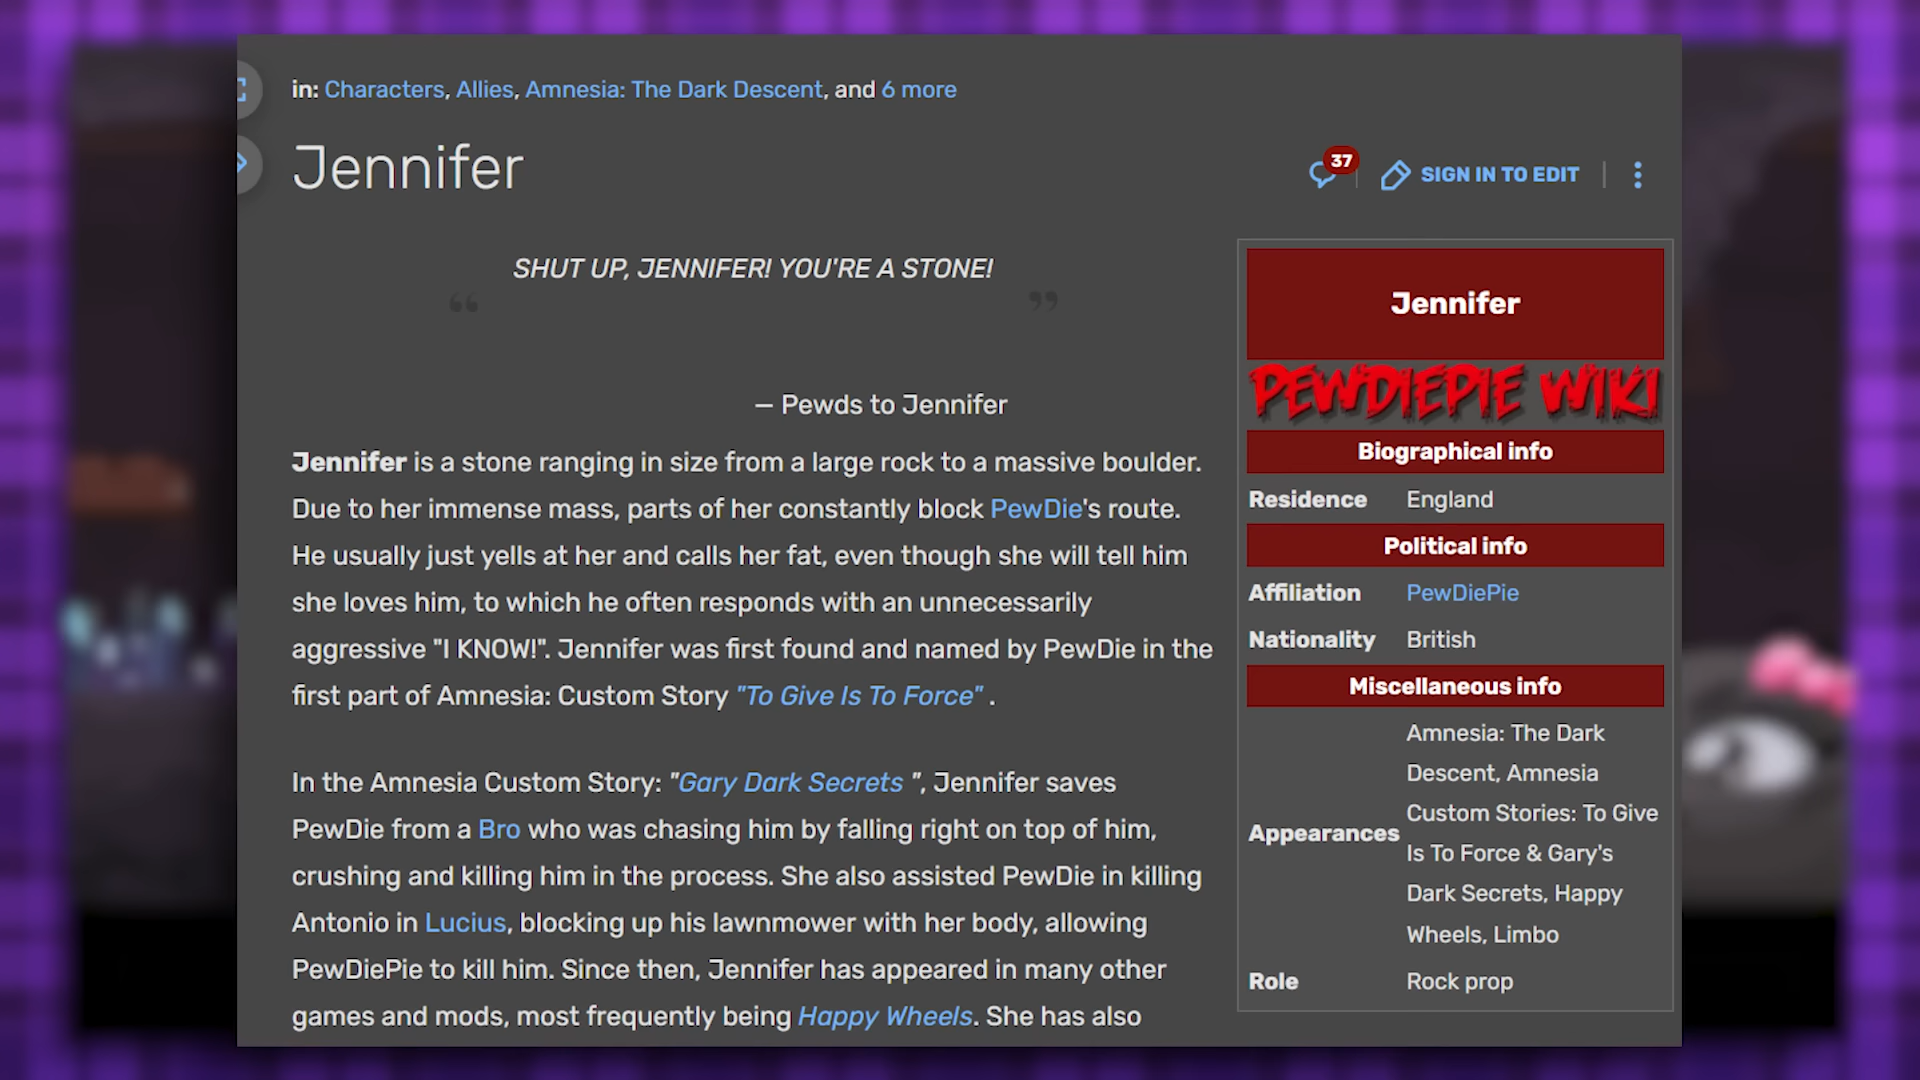 in: Characters, Allies, Amnesia: The Dark Descent, and 6 more
Jennifer
37
SIGN IN TO EDIT
“ SHUT UP, JENNIFER! YOU'RE A STONE! ”
— Pewds to Jennifer
Jennifer is a stone ranging in size from a large rock to a massive boulder.
Due to her immense mass, parts of her constantly block PewDie's route.
He usually just yells at her and calls her fat, even though she will tell him
she loves him, to which he often responds with an unnecessarily
aggressive "I KNOW!". Jennifer was first found and named by PewDie in the
first part of Amnesia: Custom Story "To Give Is To Force" .
In the Amnesia Custom Story: "Gary Dark Secrets ", Jennifer saves
PewDie from a Bro who was chasing him by falling right on top of him,
crushing and killing him in the process. She also assisted PewDie in killing
Antonio in Lucius, blocking up his lawnmower with her body, allowing
PewDiePie to kill him. Since then, Jennifer has appeared in many other
games and mods, most frequently being Happy Wheels. She has also
Jennifer
PEWDIEPIE WIKI
Biographical info
Residence England
Political info
Affiliation PewDiePie
Nationality British
Miscellaneous info
Appearances
Amnesia: The Dark
Descent, Amnesia
Custom Stories: To Give
Is To Force & Gary's
Dark Secrets, Happy
Wheels, Limbo
Role Rock prop